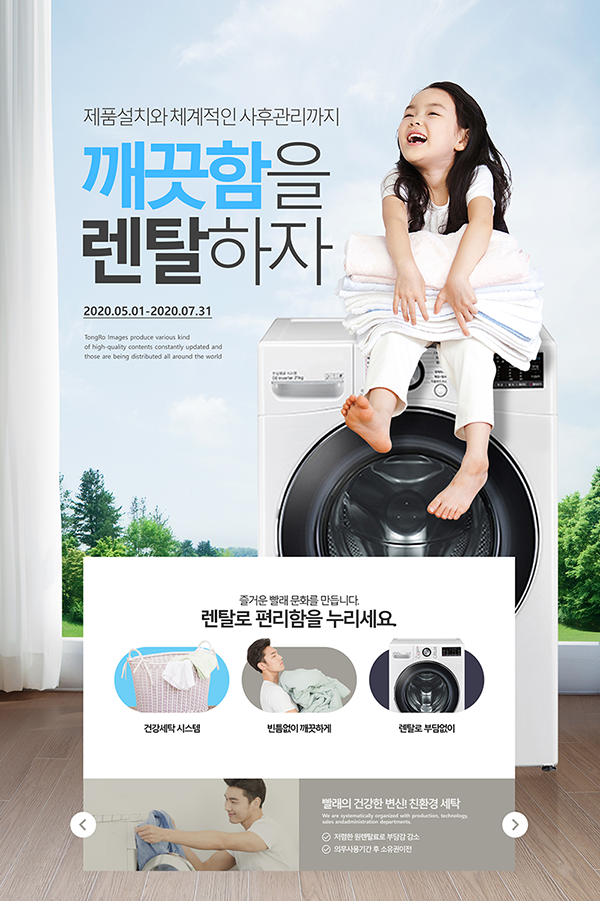 제품설치와 체계적인 사후관리까지
깨끗함을
렌탈하자
2020.05.01-2020.07.31
TongRo Images produce various kind
of high-quality contents constantly updated and
those are being distributed all around the world
즐거운 빨래 문화를 만듭니다.
렌탈로 편리함을 누리세요.
건강세탁 시스템
빈틈없이 깨끗하게
렌탈로 부담없이
빨래의 건강한 변신! 친환경 세탁
We are systematically organized with production, technology,
sales andadministration departments.
저렴한 원렌탈료로 부담감 감소
의무사용기간 후 소유권이전